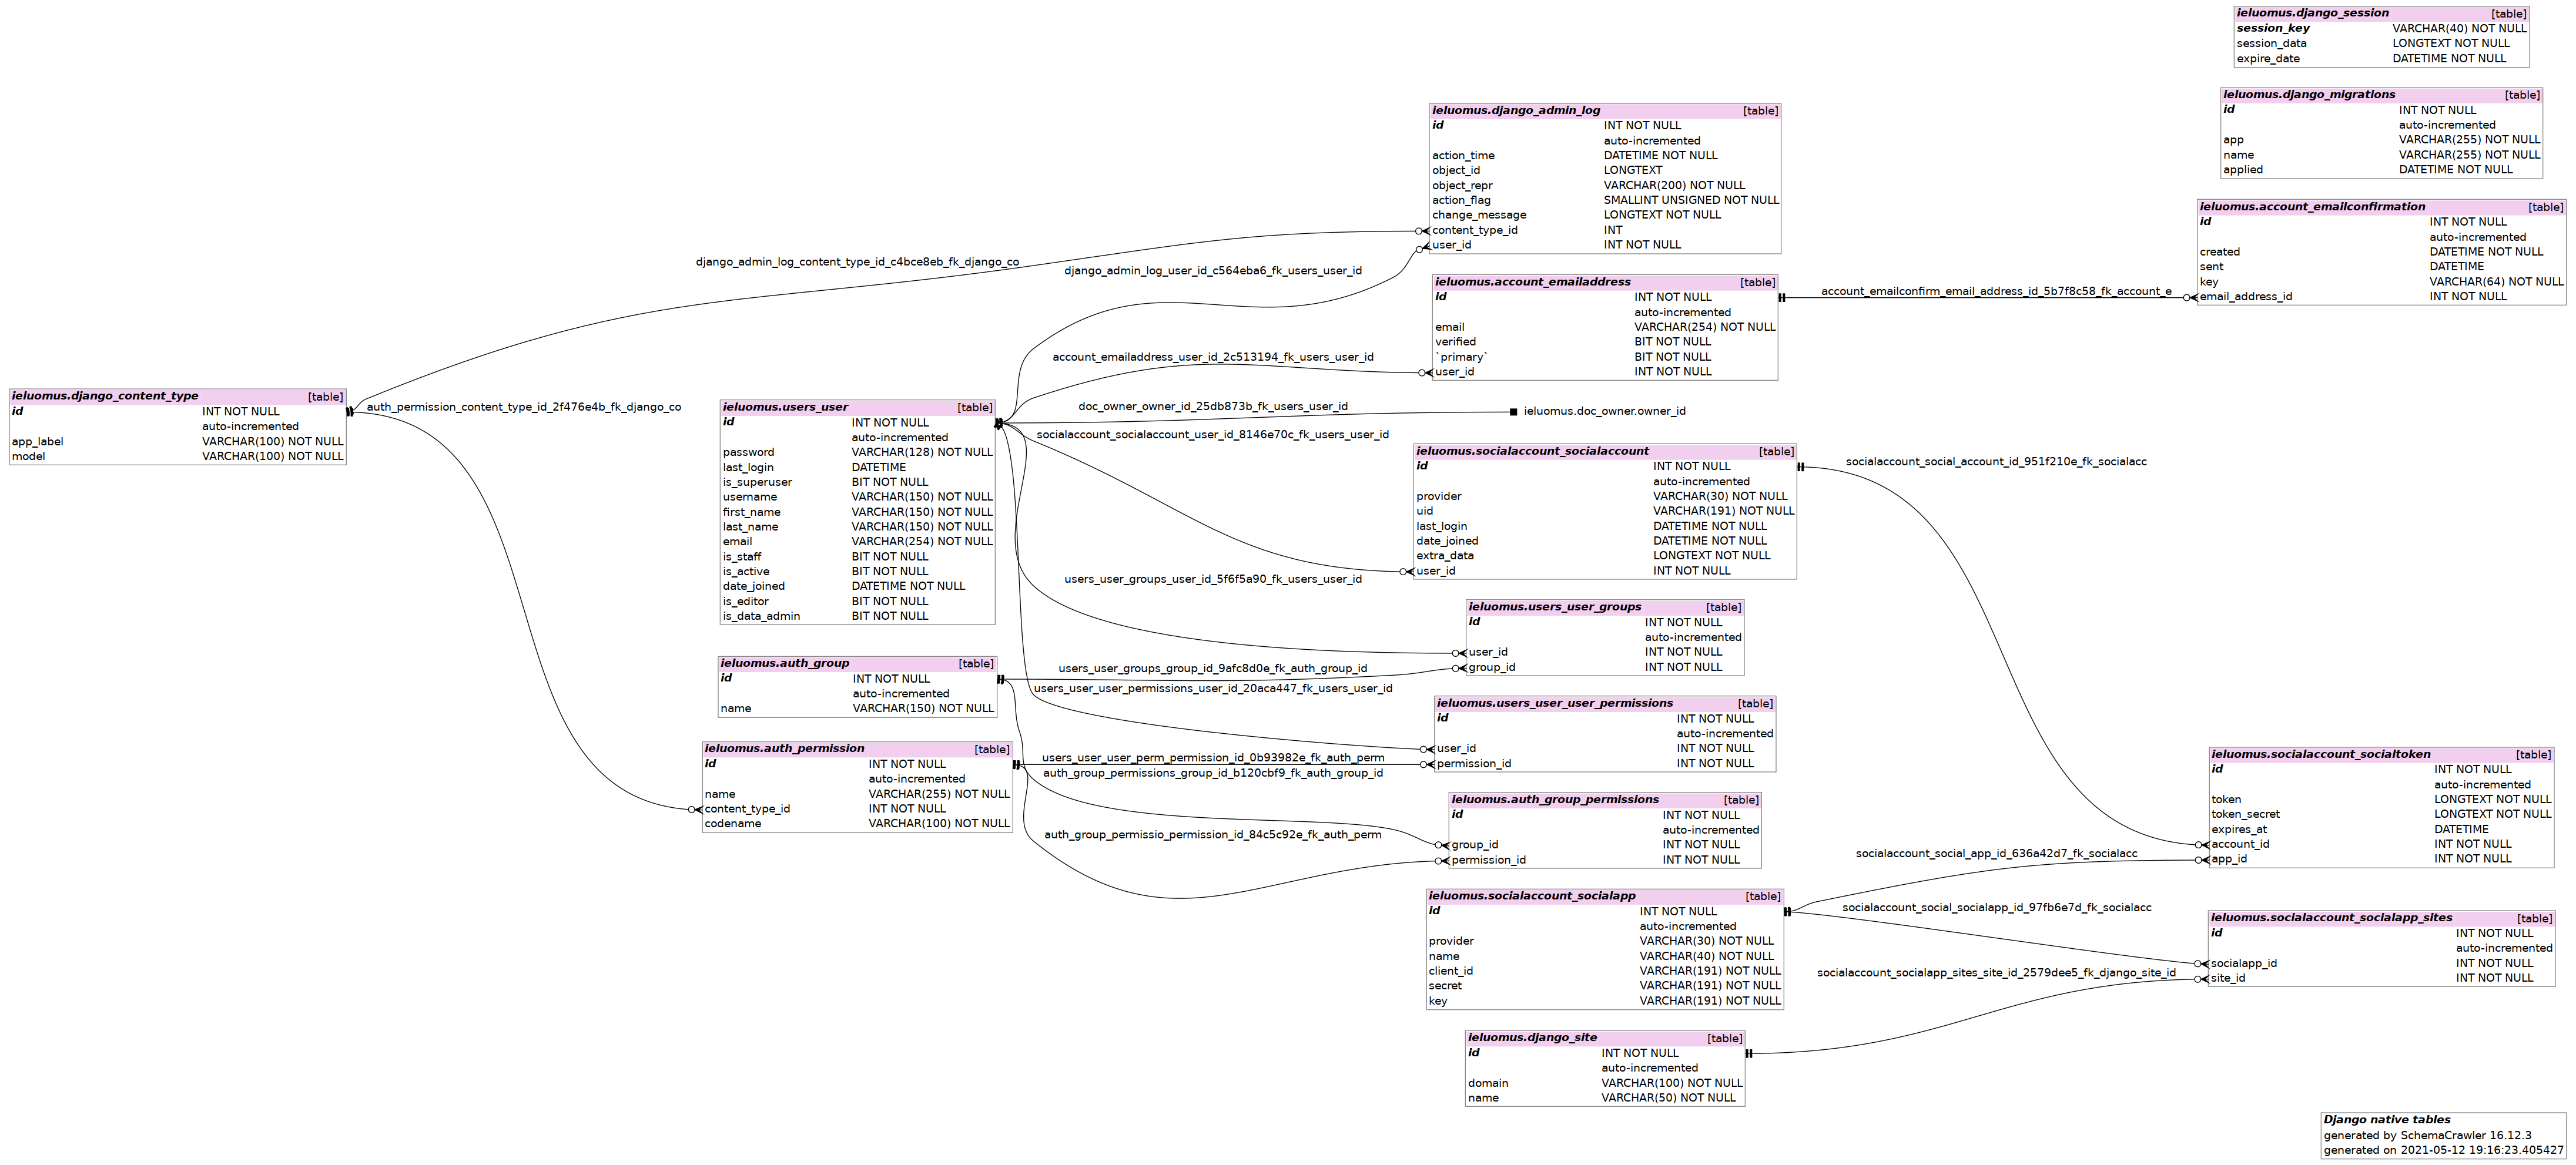 ieluomus.django_session [table]
session_key VARCHAR(40) NOT NULL
session_data LONGTEXT NOT NULL
expire_date DATETIME NOT NULL
ieluomus.django_migrations [table]
id INT NOT NULL
auto-incremented
app VARCHAR(255) NOT NULL
name VARCHAR(255) NOT NULL
applied DATETIME NOT NULL
ieluomus.django_admin_log [table]
id INT NOT NULL
auto-incremented
action_time DATETIME NOT NULL
object_id LONGTEXT
object_repr VARCHAR(200) NOT NULL
action_flag SMALLINT UNSIGNED NOT NULL
change_message LONGTEXT NOT NULL
content_type_id INT
user_id INT NOT NULL
ieluomus.account_emailconfirmation [table]
id INT NOT NULL
auto-incremented
created DATETIME NOT NULL
sent DATETIME
key VARCHAR(64) NOT NULL
email_address_id INT NOT NULL
django_admin_log_content_type_id_c4bce8eb_fk_django_co
django_admin_log_user_id_c564eba6_fk_users_user_id
ieluomus.account_emailaddress [table]
id INT NOT NULL
auto-incremented
email VARCHAR(254) NOT NULL
verified BIT NOT NULL
`primary` BIT NOT NULL
user_id INT NOT NULL
account_emailconfirm_email_address_id_5b7f8c58_fk_account_e
account_emailaddress_user_id_2c513194_fk_users_user_id
ieluomus.django_content_type [table]
id INT NOT NULL
auto-incremented
app_label VARCHAR(100) NOT NULL
model VARCHAR(100) NOT NULL
auth_permission_content_type_id_2f476e4b_fk_django_co
ieluomus.users_user [table]
id INT NOT NULL
auto-incremented
password VARCHAR(128) NOT NULL
last_login DATETIME
is_superuser BIT NOT NULL
username VARCHAR(150) NOT NULL
first_name VARCHAR(150) NOT NULL
last_name VARCHAR(150) NOT NULL
email VARCHAR(254) NOT NULL
is_staff BIT NOT NULL
is_active BIT NOT NULL
date_joined DATETIME NOT NULL
is_editor BIT NOT NULL
is_data_admin BIT NOT NULL
doc_owner_owner_id_25db873b_fk_users_user_id
ieluomus.doc_owner.owner_id
socialaccount_socialaccount_user_id_8146e70c_fk_users_user_id
ieluomus.socialaccount_socialaccount [table]
id INT NOT NULL
auto-incremented
provider VARCHAR(30) NOT NULL
uid VARCHAR(191) NOT NULL
last_login DATETIME NOT NULL
date_joined DATETIME NOT NULL
extra_data LONGTEXT NOT NULL
user_id INT NOT NULL
socialaccount_social_account_id_951f210e_fk_socialacc
users_user_groups_user_id_5f6f5a90_fk_users_user_id
ieluomus.users_user_groups [table]
id INT NOT NULL
auto-incremented
user_id INT NOT NULL
group_id INT NOT NULL
ieluomus.auth_group [table]
id INT NOT NULL
auto-incremented
name VARCHAR(150) NOT NULL
users_user_groups_group_id_9afc8d0e_fk_auth_group_id
users_user_user_permissions_user_id_20aca447_fk_users_user_id
ieluomus.users_user_user_permissions [table]
id INT NOT NULL
auto-incremented
user_id INT NOT NULL
permission_id INT NOT NULL
ieluomus.auth_permission [table]
id INT NOT NULL
auto-incremented
name VARCHAR(255) NOT NULL
content_type_id INT NOT NULL
codename VARCHAR(100) NOT NULL
users_user_user_perm_permission_id_0b93982e_fk_auth_perm
auth_group_permissions_group_id_b120cbf9_fk_auth_group_id
auth_group_permissio_permission_id_84c5c92e_fk_auth_perm
ieluomus.auth_group_permissions [table]
id INT NOT NULL
auto-incremented
group_id INT NOT NULL
permission_id INT NOT NULL
ieluomus.socialaccount_socialtoken [table]
id INT NOT NULL
auto-incremented
token LONGTEXT NOT NULL
token_secret LONGTEXT NOT NULL
expires_at DATETIME
account_id INT NOT NULL
app_id INT NOT NULL
socialaccount_social_app_id_636a42d7_fk_socialacc
ieluomus.socialaccount_socialapp [table]
id INT NOT NULL
auto-incremented
provider VARCHAR(30) NOT NULL
name VARCHAR(40) NOT NULL
client_id VARCHAR(191) NOT NULL
secret VARCHAR(191) NOT NULL
key VARCHAR(191) NOT NULL
socialaccount_social_socialapp_id_97fb6e7d_fk_socialacc
ieluomus.socialaccount_socialapp_sites [table]
id INT NOT NULL
auto-incremented
socialapp_id INT NOT NULL
site_id INT NOT NULL
socialaccount_socialapp_sites_site_id_2579dee5_fk_django_site_id
ieluomus.django_site [table]
id INT NOT NULL
auto-incremented
domain VARCHAR(100) NOT NULL
name VARCHAR(50) NOT NULL
Django native tables
generated by SchemaCrawler 16.12.3
generated on 2021-05-12 19:16:23.405427